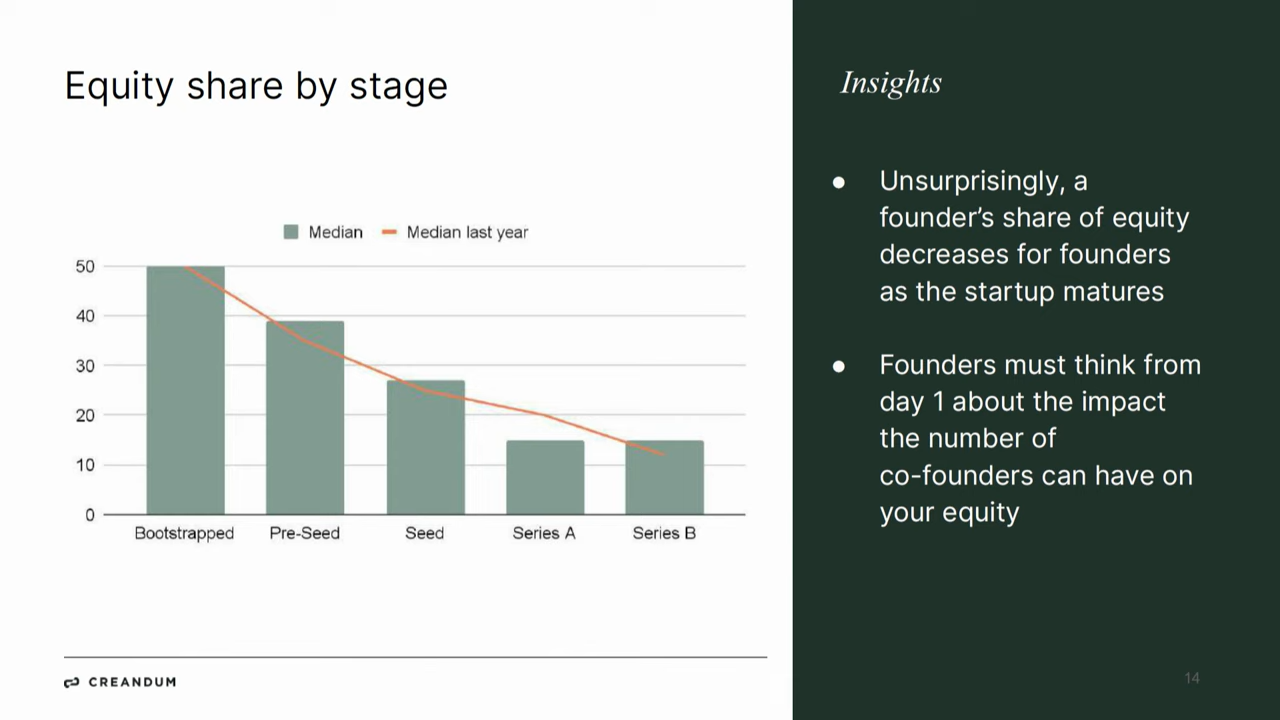 Equity share by stage
Median
Median last year
50
40
30
20
10
0
Bootstrapped
Pre-Seed
Seed
Series A
Series B
CREANDUM
Insights
● Unsurprisingly, a
founder’s share of equity
decreases for founders
as the startup matures
● Founders must think from
day 1 about the impact
the number of
co-founders can have on
your equity
14